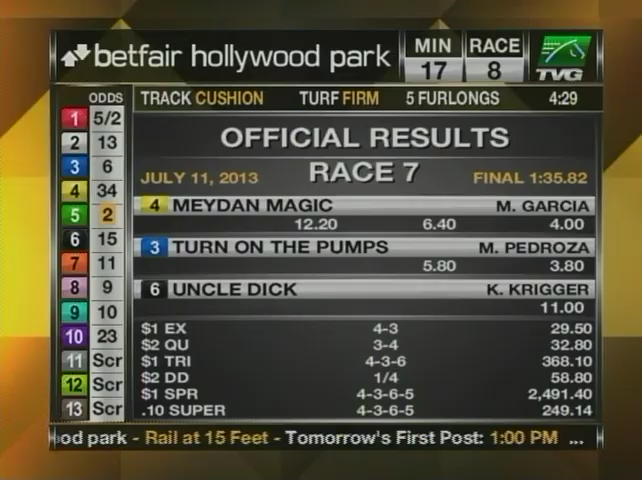 betfair hollywood park
MIN 17
RACE 8
TVG
TRACK CUSHION TURF FIRM 5 FURLONGS 4:29
ODDS
1 5/2
2 13
3 6
4 34
5 2
6 15
7 11
8 9
9 10
10 23
11 Scr
12 Scr
13 Scr
OFFICIAL RESULTS
JULY 11, 2013 RACE 7 FINAL 1:35.82
4 MEYDAN MAGIC M. GARCIA
12.20 6.40 4.00
3 TURN ON THE PUMPS M. PEDROZA
5.80 3.80
6 UNCLE DICK K. KRIGGER
11.00
$1 EX 4-3 29.50
$2 QU 3-4 32.80
$1 TRI 4-3-6 368.10
$2 DD 1/4 58.80
$1 SPR 4-3-6-5 2,491.40
.10 SUPER 4-3-6-5 249.14
od park - Rail at 15 Feet - Tomorrow's First Post: 1:00 PM ...